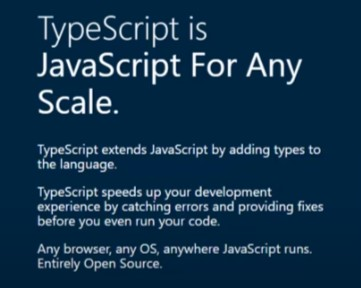 TypeScript is
JavaScript For Any
Scale.
TypeScript extends JavaScript by adding types to
the language.
TypeScript speeds up your development
experience by catching errors and providing fixes
before you even run your code.
Any browser, any OS, anywhere JavaScript runs.
Entirely Open Source.